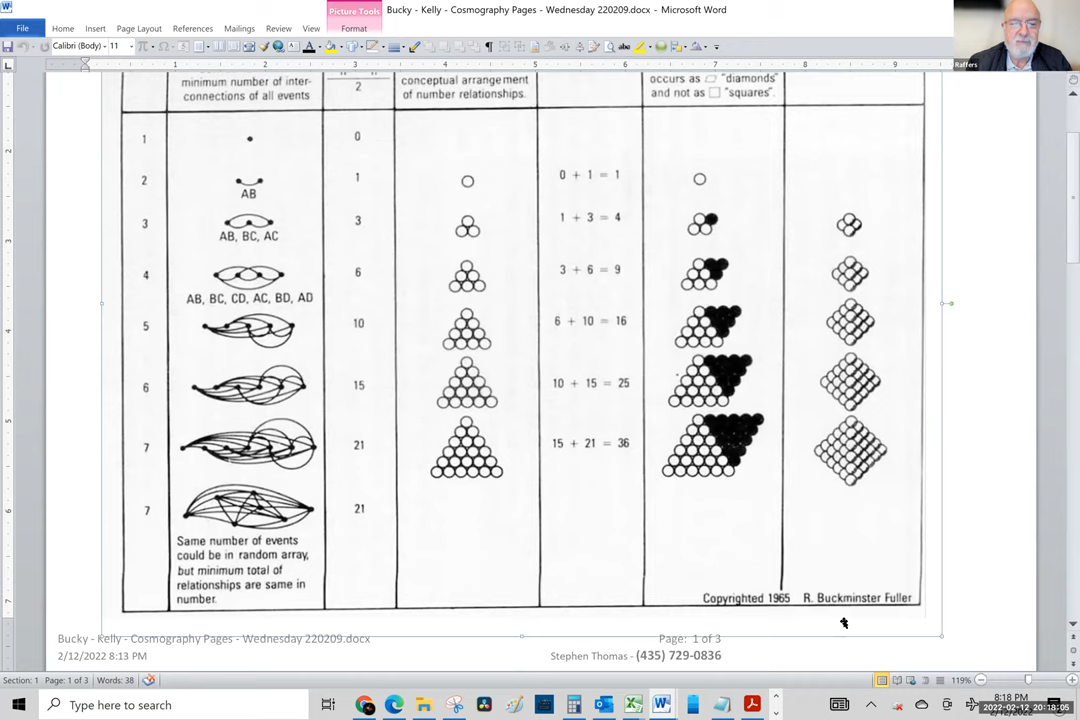 Picture Tools
Bucky - Kelly - Cosmography Pages - Wednesday 220209.docx - Microsoft Word
File Home Insert Page Layout References Mailings Review View Format
Calibri (Body) 11
Raffers
minimum number of inter-
connections of all events
2
conceptual arrangement
of number relationships.
occurs as "diamonds"
and not as "squares".
1 0
2 AB 1 0 + 1 = 1
3 AB, BC, AC 3 1 + 3 = 4
4 6 3 + 6 = 9
AB, BC, CD, AC, BD, AD
5 10 6 + 10 = 16
6 15 10 + 15 = 25
7 21 15 + 21 = 36
7 21
Same number of events
could be in random array,
but minimum total of
relationships are same in
number.
Copyrighted 1965 R. Buckminster Fuller
Bucky - Kelly - Cosmography Pages - Wednesday 220209.docx Page: 1 of 3
2/12/2022 8:13 PM Stephen Thomas - (435) 729-0836
Section: 1 Page: 1 of 3 Words: 38 119%
Type here to search
8:18 PM
2022-02-12 20:18:05